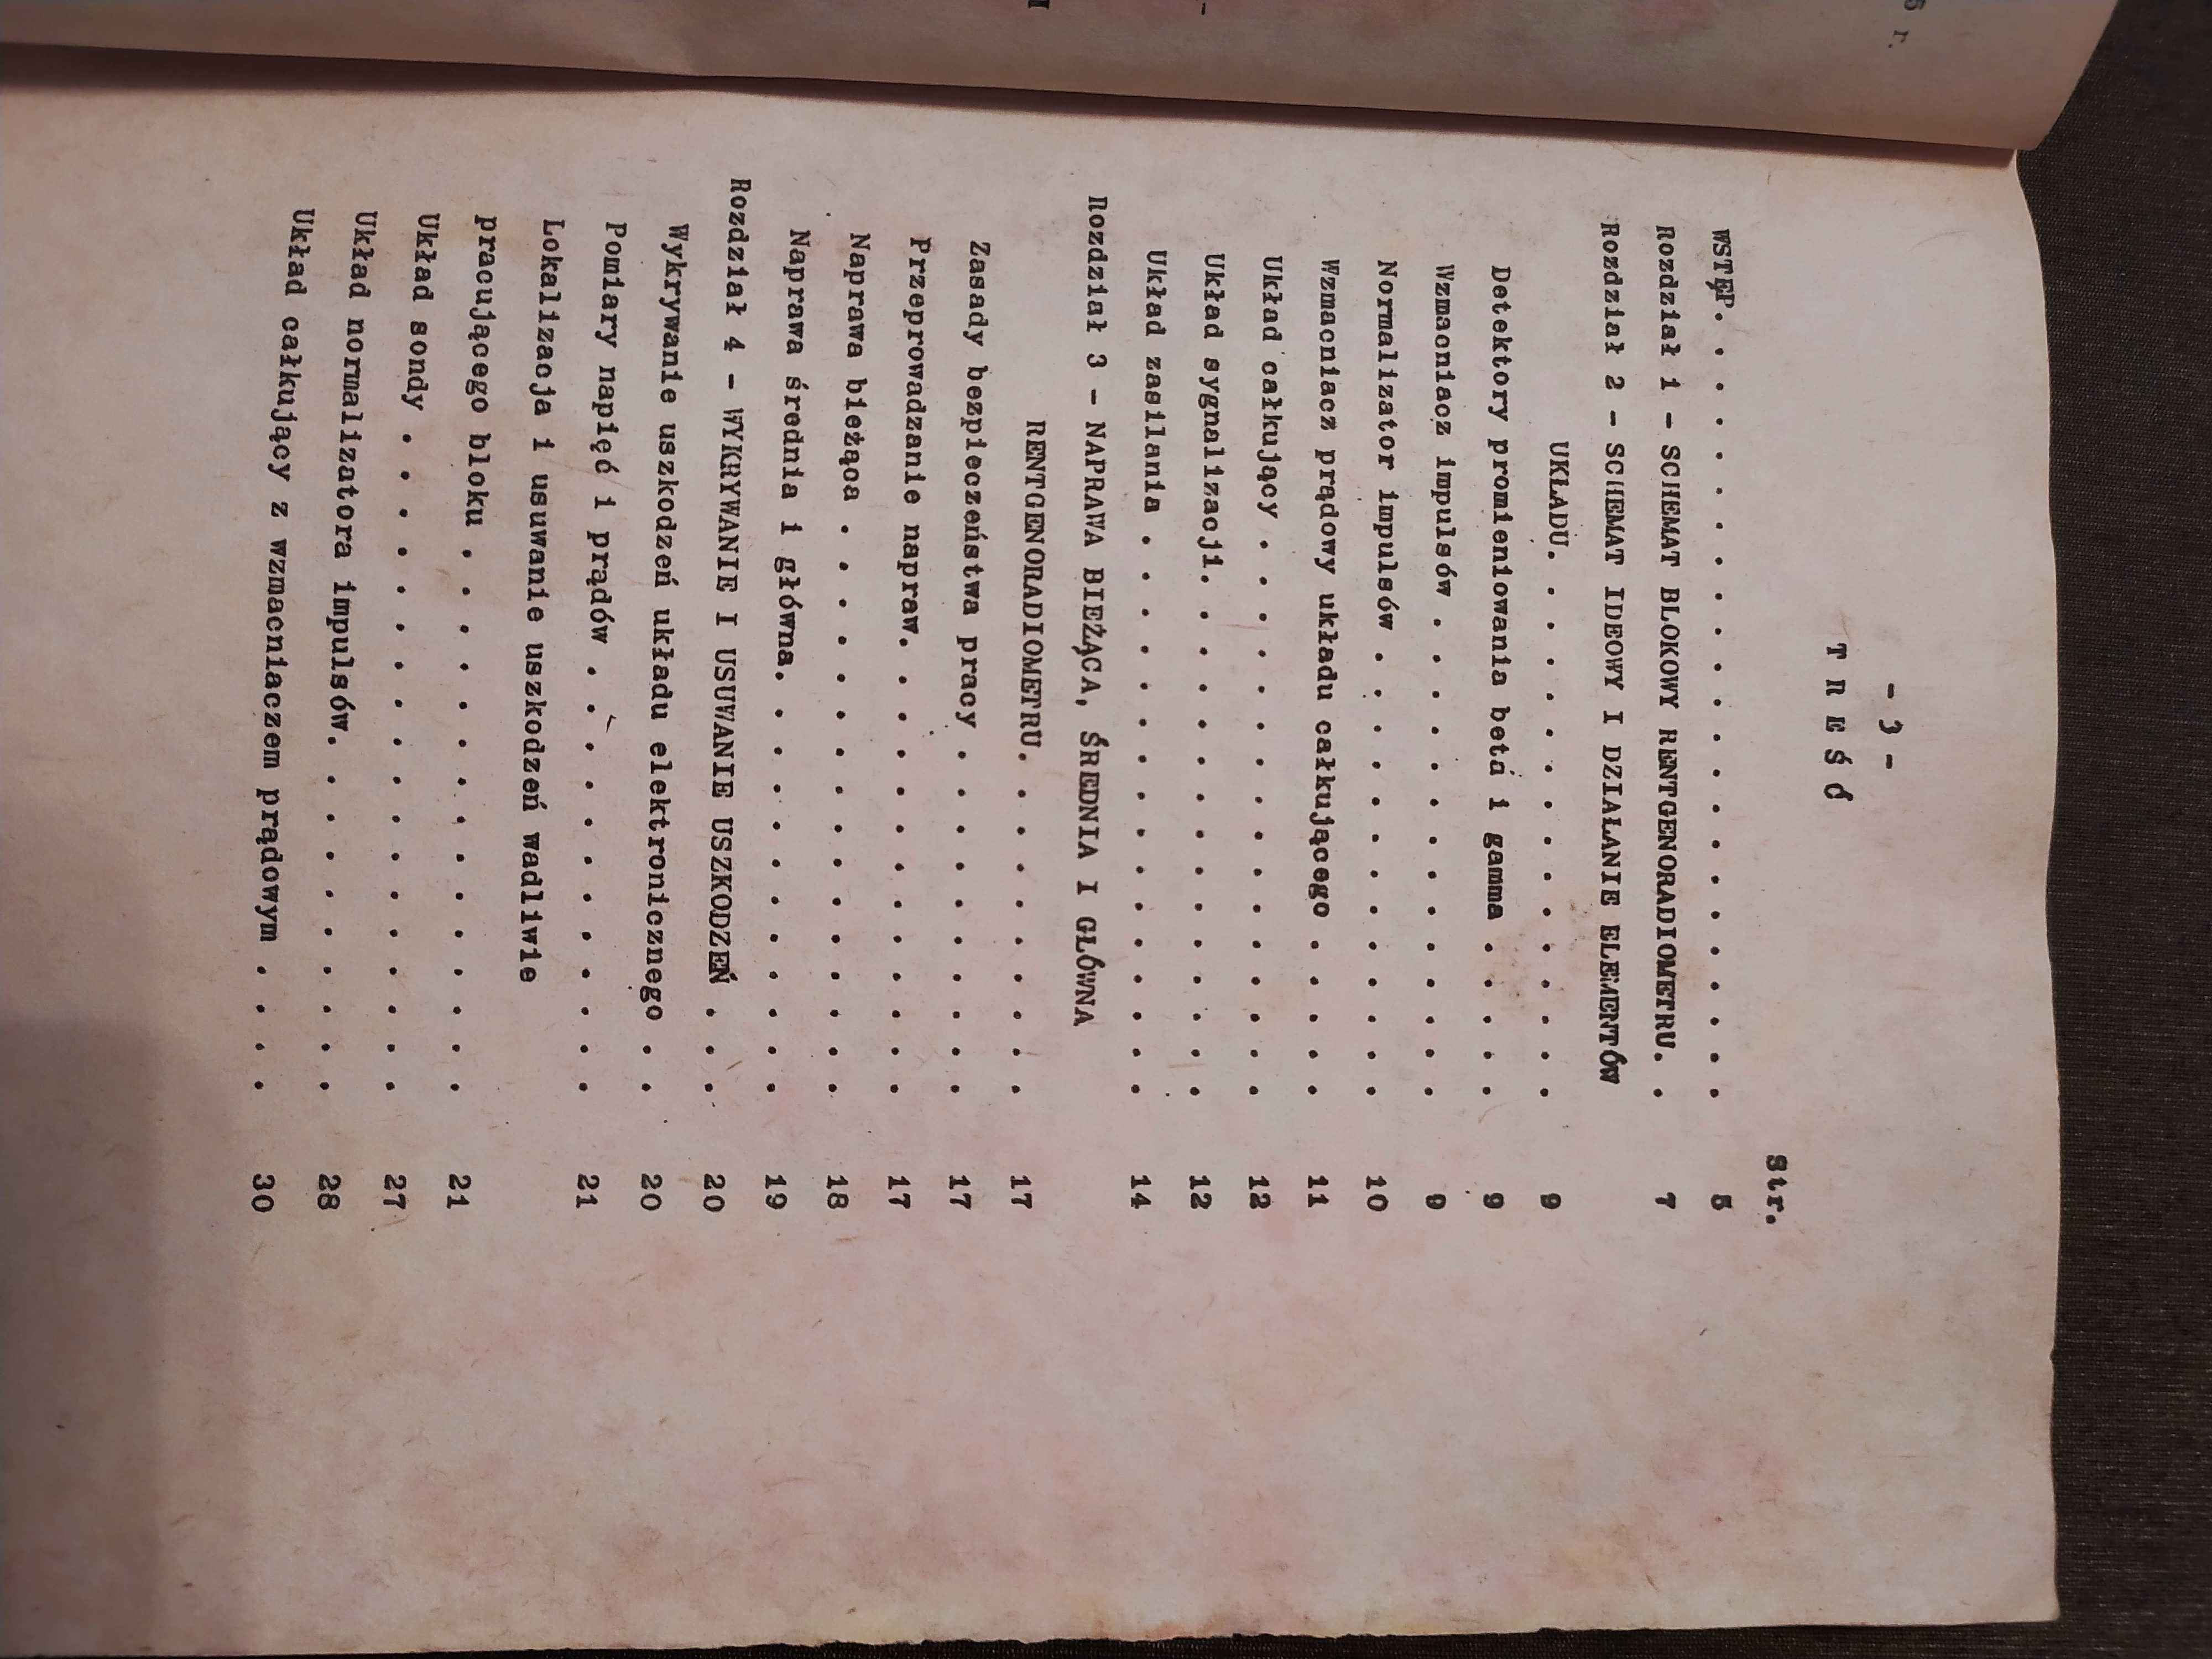 5 r.
- 3 -
T R E Ś Ć
Str.
WSTĘP. . . . . . . . . . . . . . . . . . . . . . 5
Rozdział 1 - SCHEMAT BLOKOWY RENTGENORADIOMETRU. . 7
Rozdział 2 - SCHEMAT IDEOWY I DZIAŁANIE ELEMENTÓW
UKŁADU. . . . . . . . . . . . . . . . 9
Detektory promieniowania beta i gamma . . . . . 9
Wzmacniacz impulsów . . . . . . . . . . . . . . 9
Normalizator impulsów . . . . . . . . . . . . . 10
Wzmacniacz prądowy układu całkującego . . . . . 11
Układ całkujący . . . . . . . . . . . . . . . . 12
Układ sygnalizacji. . . . . . . . . . . . . . . 12
Układ zasilania . . . . . . . . . . . . . . . . 14
Rozdział 3 - NAPRAWA BIEŻĄCA, ŚREDNIA I GŁÓWNA
RENTGENORADIOMETRU. . . . . . . . . . 17
Zasady bezpieczeństwa pracy . . . . . . . . . . 17
Przeprowadzanie napraw. . . . . . . . . . . . . 17
Naprawa bieżąca . . . . . . . . . . . . . . . . 18
Naprawa średnia i główna. . . . . . . . . . . . 19
Rozdział 4 - WYKRYWANIE I USUWANIE USZKODZEŃ . . . 20
Wykrywanie uszkodzeń układu elektronicznego . . 20
Pomiary napięć i prądów . . . . . . . . . . . . 21
Lokalizacja i usuwanie uszkodzeń wadliwie
pracującego bloku . . . . . . . . . . . . . . . 21
Układ sondy . . . . . . . . . . . . . . . . . . 27
Układ normalizatora impulsów. . . . . . . . . . 28
Układ całkujący z wzmacniaczem prądowym . . . . 30